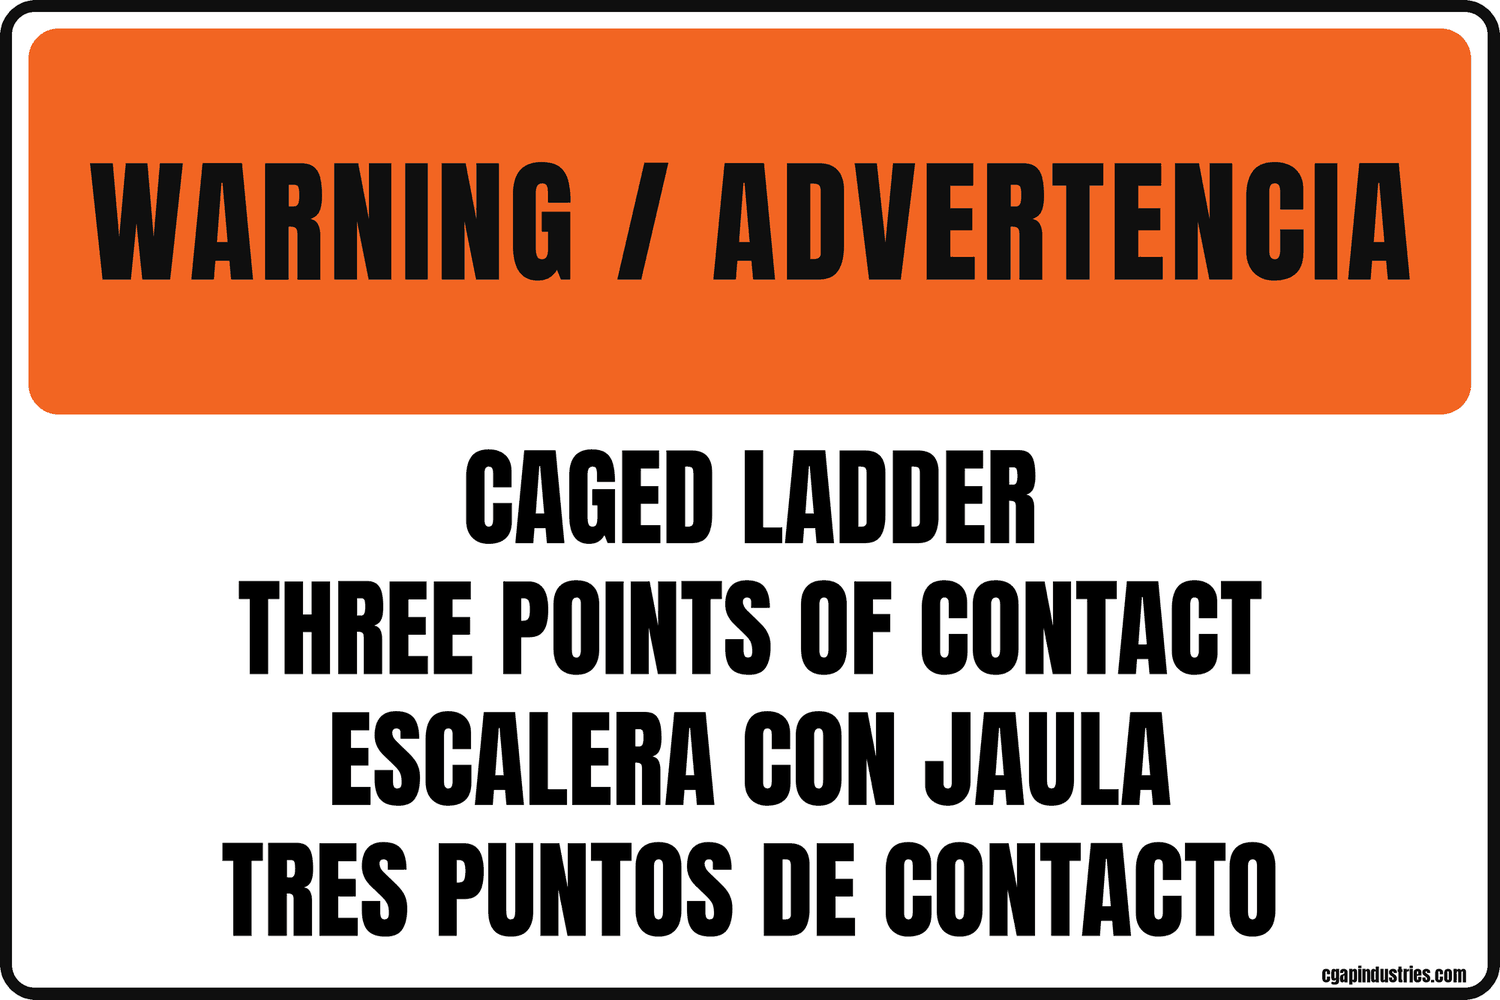 WARNING / ADVERTENCIA
CAGED LADDER
THREE POINTS OF CONTACT
ESCALERA CON JAULA
TRES PUNTOS DE CONTACTO
cgapindustries.com